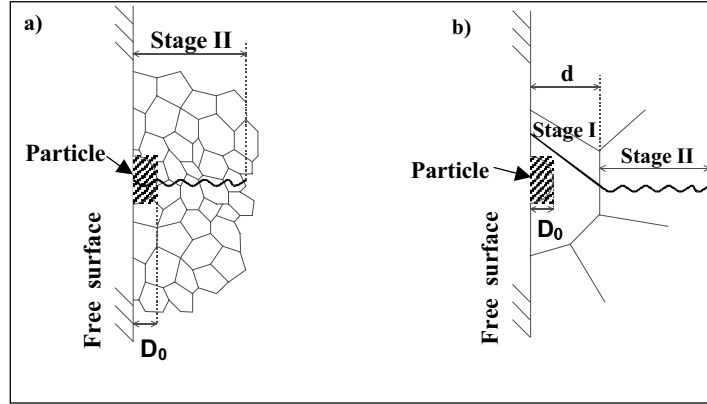 a)
Stage II
Particle
Free surface
D₀
b)
d
Stage I
Stage II
Particle
D₀
Free surface